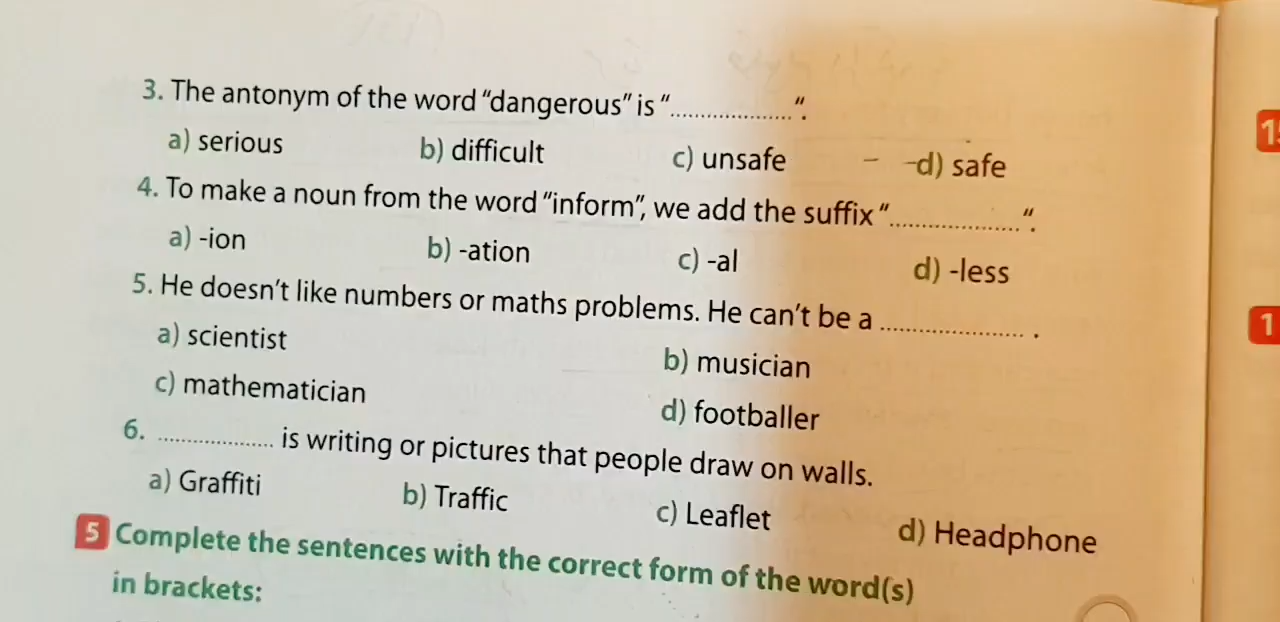 3. The antonym of the word "dangerous" is "....................".
a) serious b) difficult c) unsafe d) safe
4. To make a noun from the word "inform", we add the suffix "....................".
a) -ion b) -ation c) -al d) -less
5. He doesn't like numbers or maths problems. He can't be a .................... .
a) scientist b) musician
c) mathematician d) footballer
6. .................... is writing or pictures that people draw on walls.
a) Graffiti b) Traffic c) Leaflet d) Headphone
5 Complete the sentences with the correct form of the word(s)
in brackets: